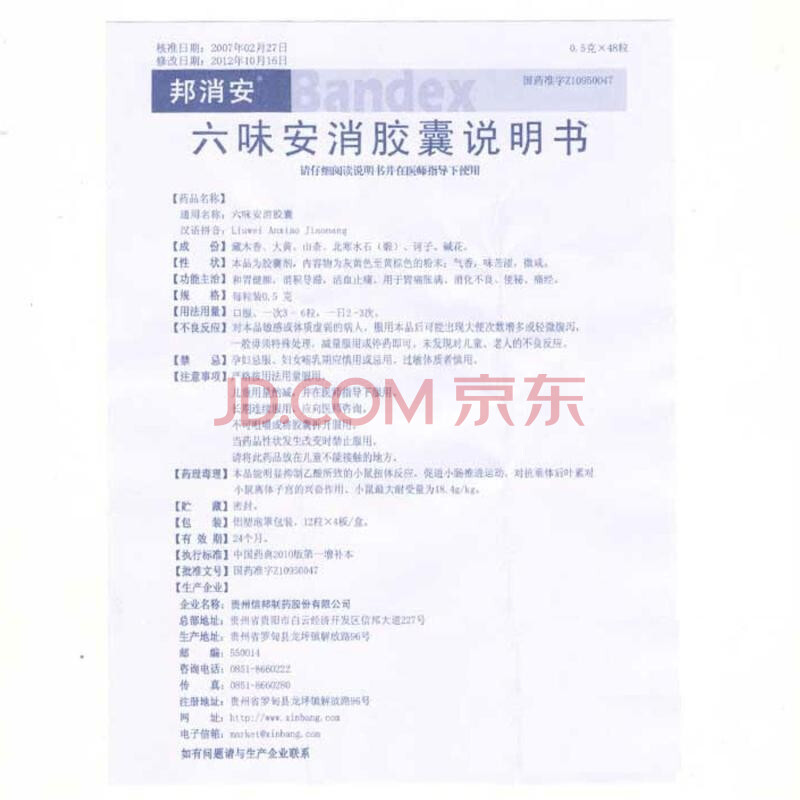 核准日期：2007年02月27日
0.5克×48粒
修改日期：2012年10月16日
邦消安®
Bandex
国药准字Z10950047
六味安消胶囊说明书
请仔细阅读说明书并在医师指导下使用
【药品名称】
通用名称：六味安消胶囊
汉语拼音：Liuwei Anxiao Jiaonang
【成 份】藏木香、大黄、山柰、北寒水石（煅）、诃子、碱花。
【性 状】本品为胶囊剂，内容物为灰黄色至黄棕色的粉末；气香，味苦涩，微咸。
【功能主治】和胃健脾，消积导滞，活血止痛。用于胃痛胀满、消化不良、便秘、痛经。
【规 格】每粒装0.5 克
【用法用量】口服。一次3～6粒，一日2-3次。
【不良反应】对本品敏感或体质虚弱的病人，服用本品后可能出现大便次数增多或轻微腹泻，
一般毋须特殊处理，减量服用或停药即可。未发现对儿童、老人的不良反应。
【禁 忌】孕妇忌服。妇女哺乳期应慎用或忌用。过敏体质者慎用。
【注意事项】严格按用法用量服用。
儿童用量酌减，并在医师指导下服用。
长期连续服用，应向医师咨询。
不可咀嚼或将胶囊拆开服用。
当药品性状发生改变时禁止服用。
请将此药品放在儿童不能接触的地方。
JD.COM 京东
【药理毒理】本品能明显抑制乙酸所致的小鼠扭体反应，促进小肠推进运动，对抗垂体后叶素对
小鼠离体子宫的兴奋作用。小鼠最大耐受量为18.4g/kg。
【贮 藏】密封。
【包 装】铝塑泡罩包装，12粒×4板/盒。
【有 效 期】24个月。
【执行标准】中国药典2010版第一增补本
【批准文号】国药准字Z10950047
【生产企业】
企业名称：贵州信邦制药股份有限公司
总部地址：贵州省贵阳市白云经济开发区信邦大道227号
生产地址：贵州省罗甸县龙坪镇解放路96号
邮 编：550014
咨询电话：0851-8660222
传 真：0851-8660280
注册地址：贵州省罗甸县龙坪镇解放路96号
网 址：http://www.xinbang.com
电子信箱：market@xinbang.com
如有问题请与生产企业联系